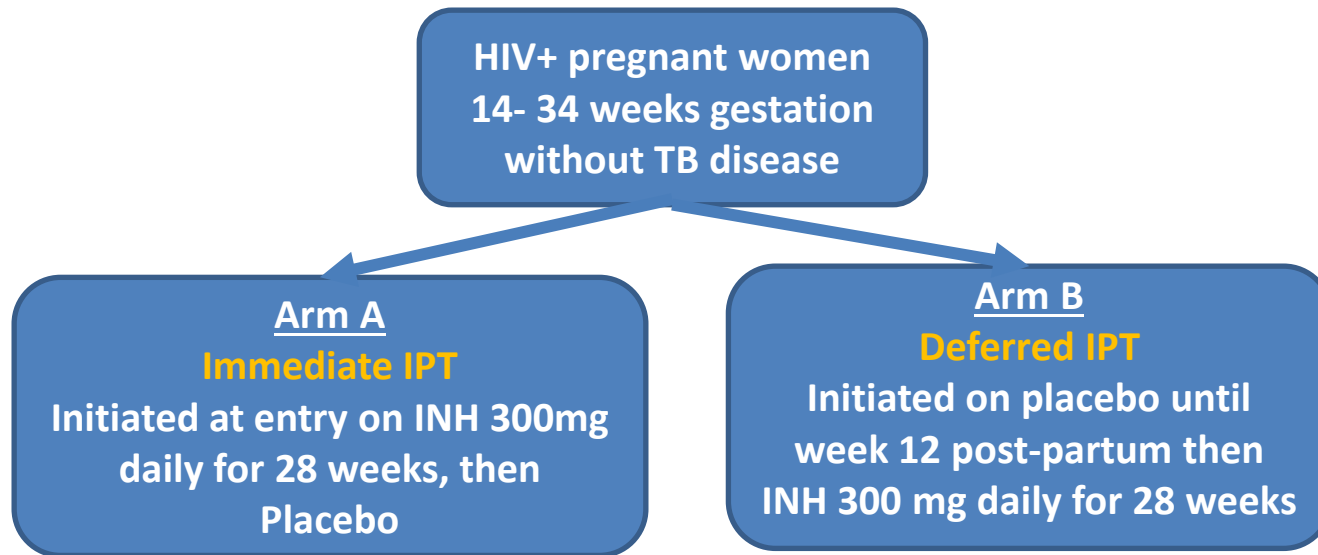 HIV+ pregnant women
14- 34 weeks gestation
without TB disease
Arm A
Immediate IPT
Initiated at entry on INH 300mg
daily for 28 weeks, then
Placebo
Arm B
Deferred IPT
Initiated on placebo until
week 12 post-partum then
INH 300 mg daily for 28 weeks